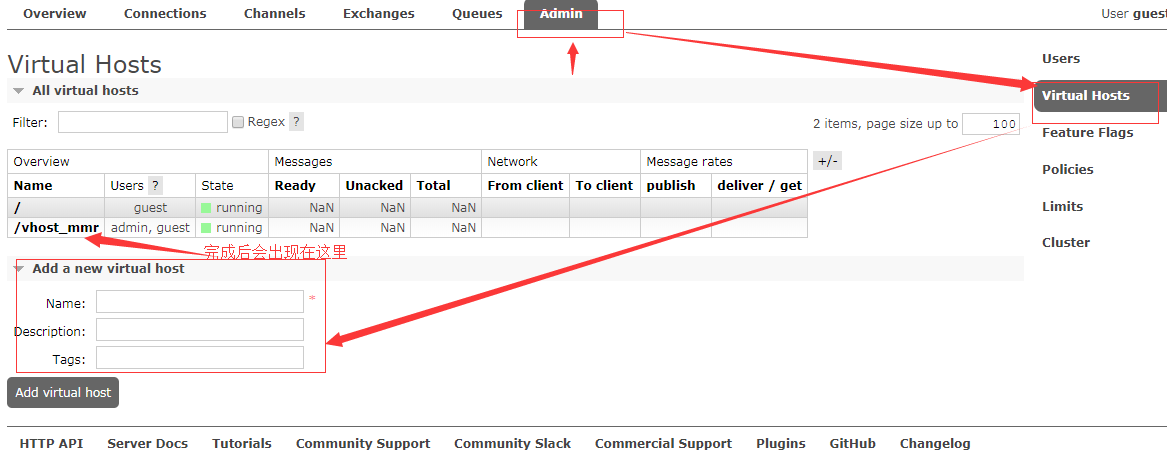 Overview Connections Channels Exchanges Queues Admin User guest
Virtual Hosts
All virtual hosts
Filter: Regex ? 2 items, page size up to 100
Overview Messages Network Message rates +/-
Name Users ? State Ready Unacked Total From client To client publish deliver / get
/ guest running NaN NaN NaN
/vhost_mmr admin, guest running NaN NaN NaN
完成后会出现在这里
Add a new virtual host
Name: *
Description:
Tags:
Add virtual host
Users
Virtual Hosts
Feature Flags
Policies
Limits
Cluster
HTTP API Server Docs Tutorials Community Support Community Slack Commercial Support Plugins GitHub Changelog